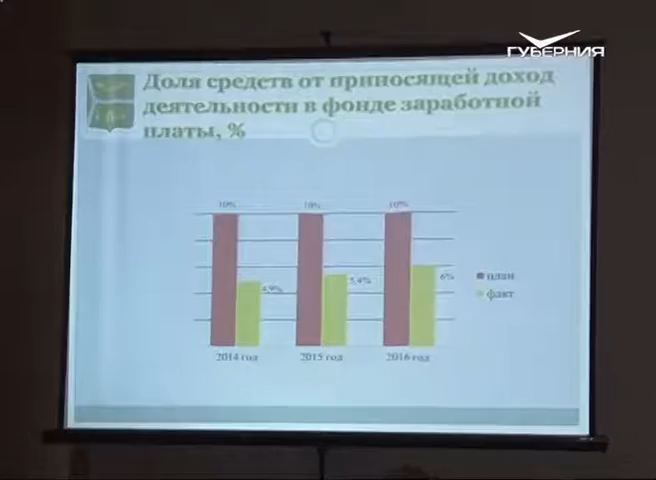 ГУБЕРНИЯ
Доля средств от приносящей доход
деятельности в фонде заработной
платы, %
10% 10% 10%
4,9% 5,4% 6%
план
факт
2014 год 2015 год 2016 год